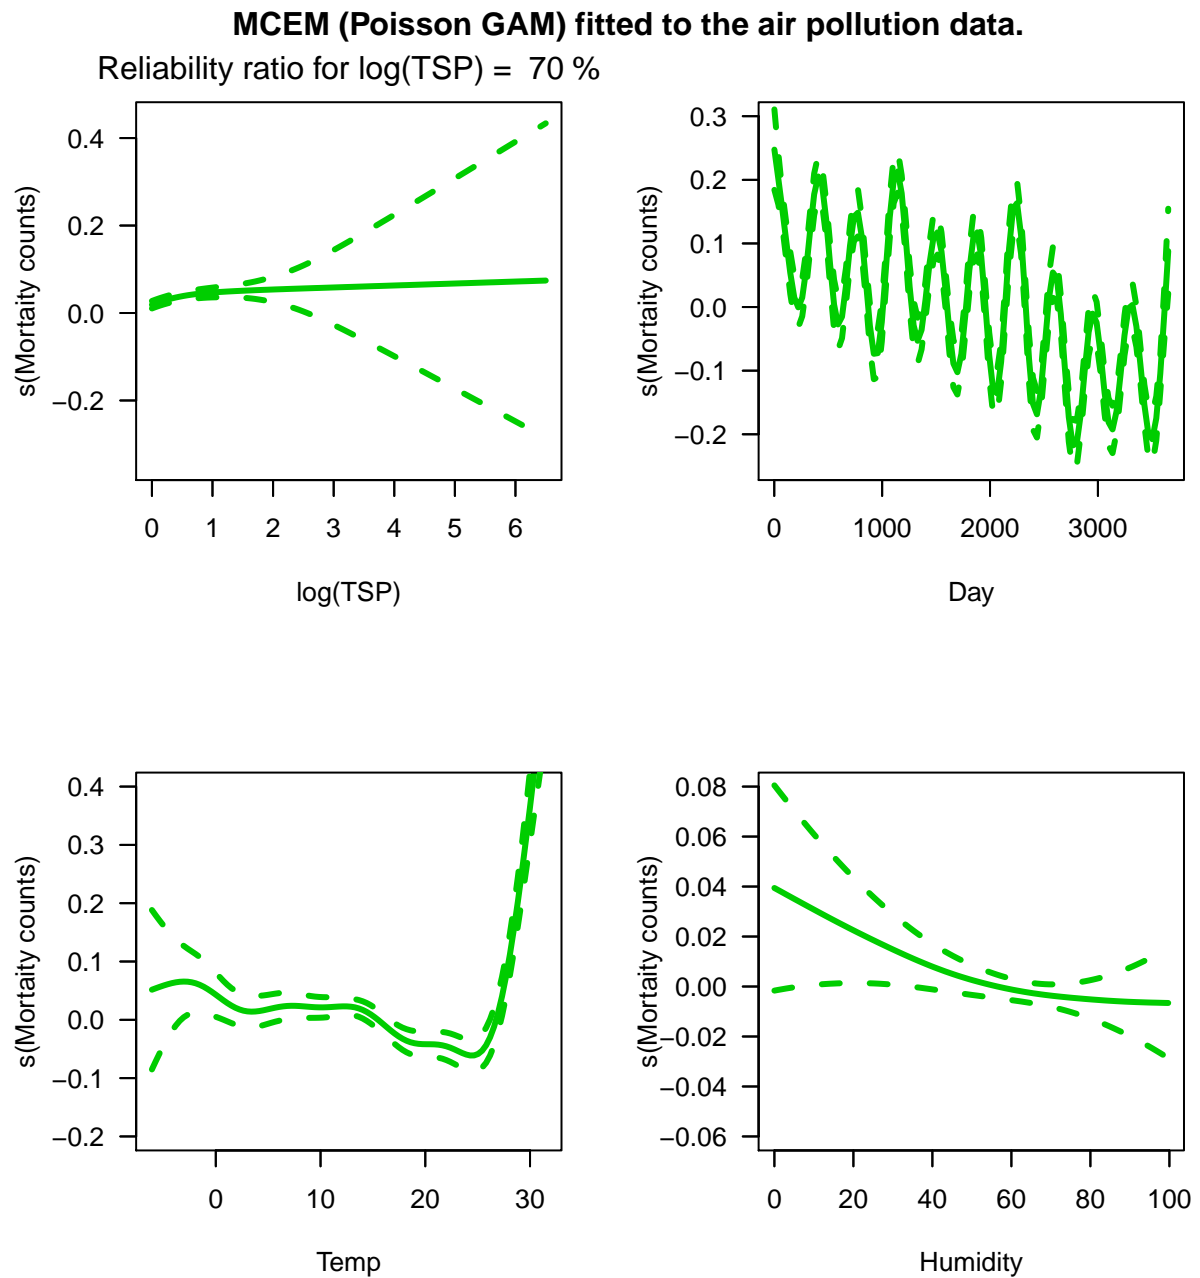 MCEM (Poisson GAM) fitted to the air pollution data.
Reliability ratio for log(TSP) = 70 %
s(Mortaity counts)
0.4
0.2
0.0
−0.2
0 1 2 3 4 5 6
log(TSP)
s(Mortaity counts)
0.3
0.2
0.1
0.0
−0.1
−0.2
0 1000 2000 3000
Day
s(Mortaity counts)
0.4
0.3
0.2
0.1
0.0
−0.1
−0.2
0 10 20 30
Temp
s(Mortaity counts)
0.08
0.06
0.04
0.02
0.00
−0.02
−0.04
−0.06
0 20 40 60 80 100
Humidity